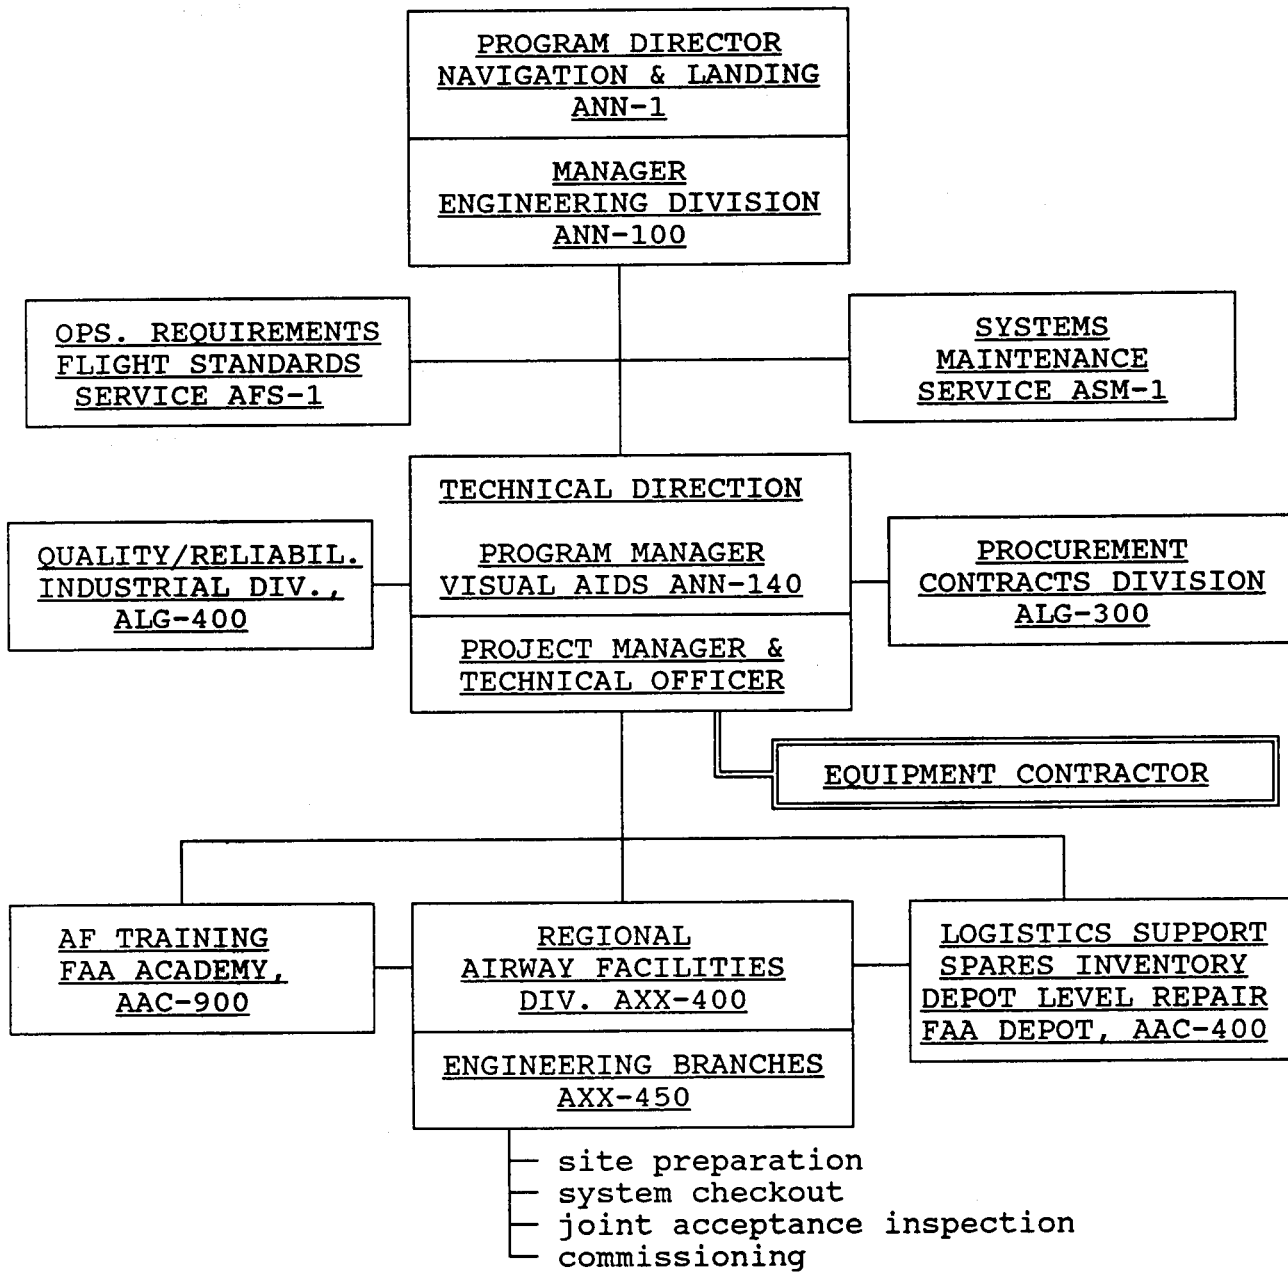 PROGRAM DIRECTOR
NAVIGATION & LANDING
ANN-1
MANAGER
ENGINEERING DIVISION
ANN-100
OPS. REQUIREMENTS
FLIGHT STANDARDS
SERVICE AFS-1
SYSTEMS
MAINTENANCE
SERVICE ASM-1
TECHNICAL DIRECTION
PROGRAM MANAGER
VISUAL AIDS ANN-140
QUALITY/RELIABIL.
INDUSTRIAL DIV.,
ALG-400
PROCUREMENT
CONTRACTS DIVISION
ALG-300
PROJECT MANAGER &
TECHNICAL OFFICER
EQUIPMENT CONTRACTOR
AF TRAINING
FAA ACADEMY,
AAC-900
REGIONAL
AIRWAY FACILITIES
DIV. AXX-400
LOGISTICS SUPPORT
SPARES INVENTORY
DEPOT LEVEL REPAIR
FAA DEPOT, AAC-400
ENGINEERING BRANCHES
AXX-450
site preparation
system checkout
joint acceptance inspection
commissioning